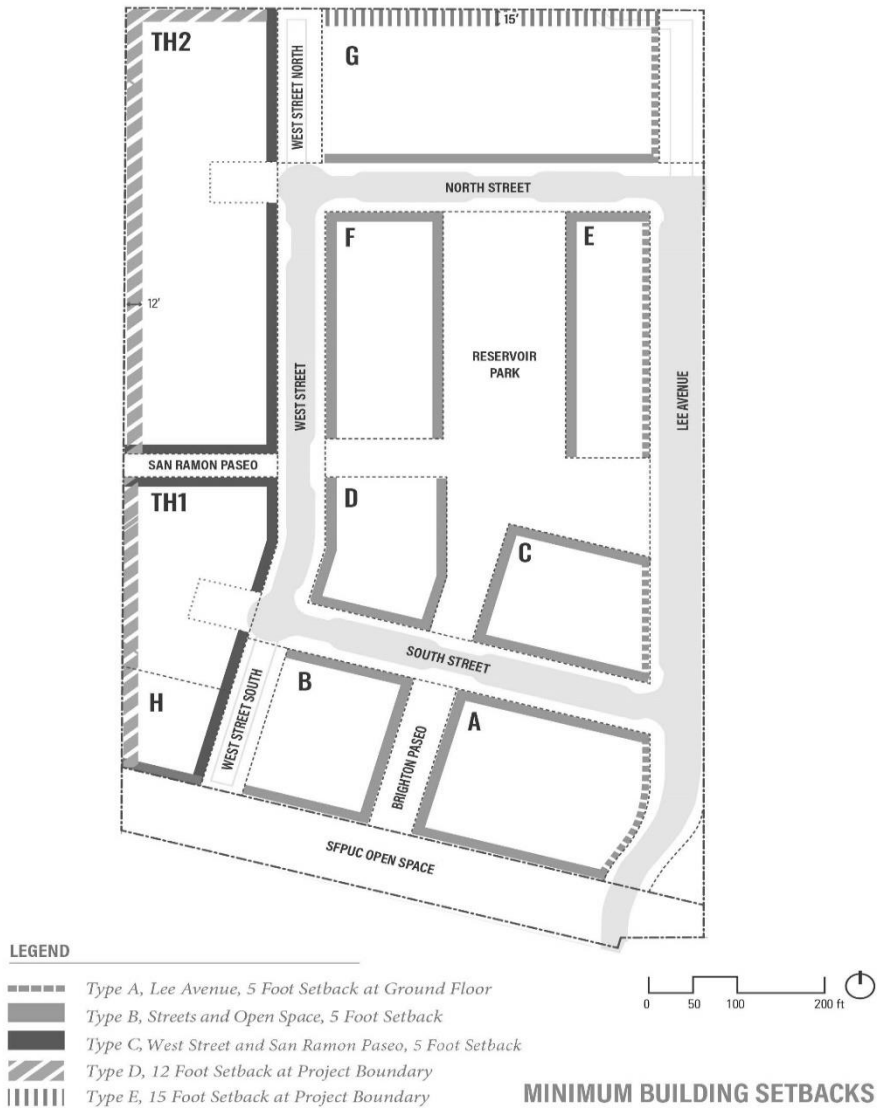 TH2
15'
G
WEST STREET NORTH
NORTH STREET
F
E
12'
RESERVOIR
PARK
WEST STREET
LEE AVENUE
SAN RAMON PASEO
TH1
D
C
SOUTH STREET
B
H
WEST STREET SOUTH
BRIGHTON PASEO
A
SFPUC OPEN SPACE
LEGEND
Type A, Lee Avenue, 5 Foot Setback at Ground Floor
Type B, Streets and Open Space, 5 Foot Setback
Type C, West Street and San Ramon Paseo, 5 Foot Setback
Type D, 12 Foot Setback at Project Boundary
Type E, 15 Foot Setback at Project Boundary
0 50 100 200 ft
MINIMUM BUILDING SETBACKS